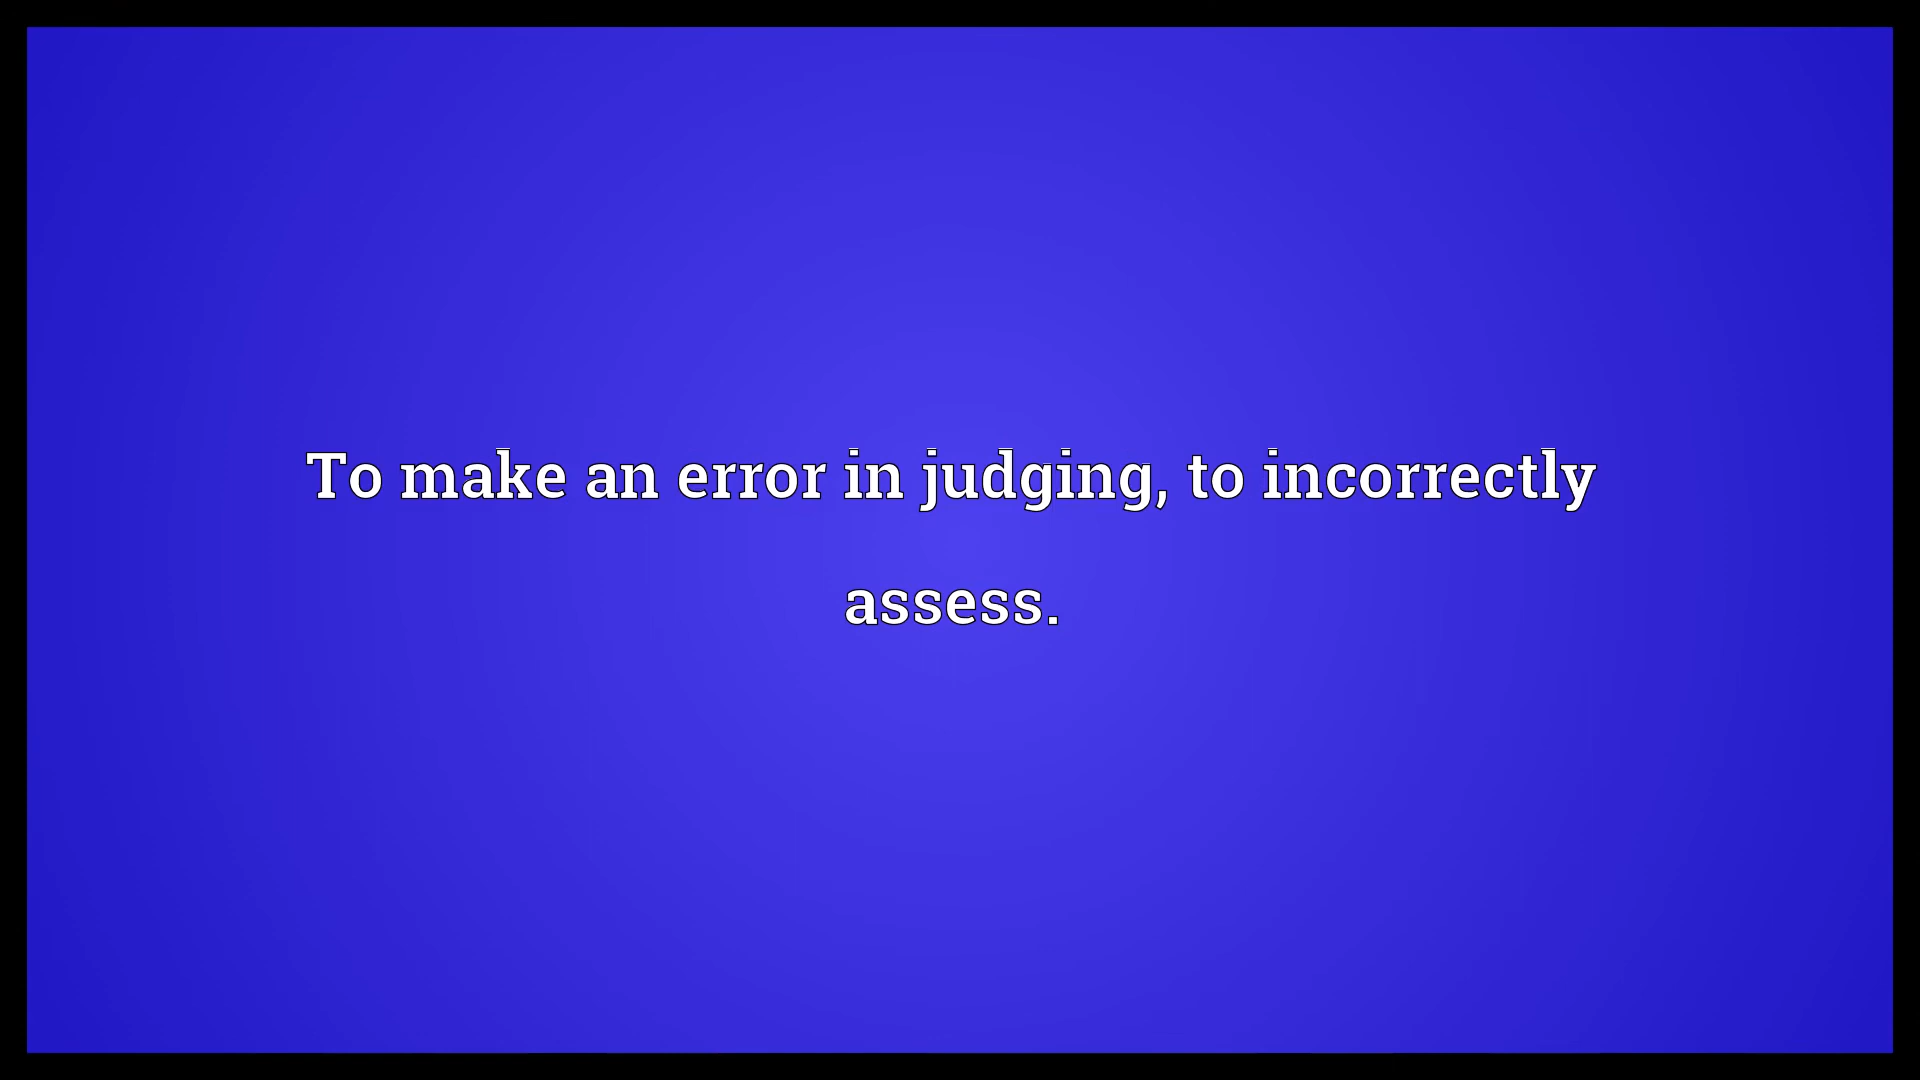 To make an error in judging, to incorrectly
assess.